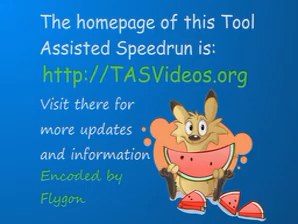 The homepage of this Tool
Assisted Speedrun is:
http://TASVideos.org
Visit there for
more updates
and information
Encoded by
Flygon